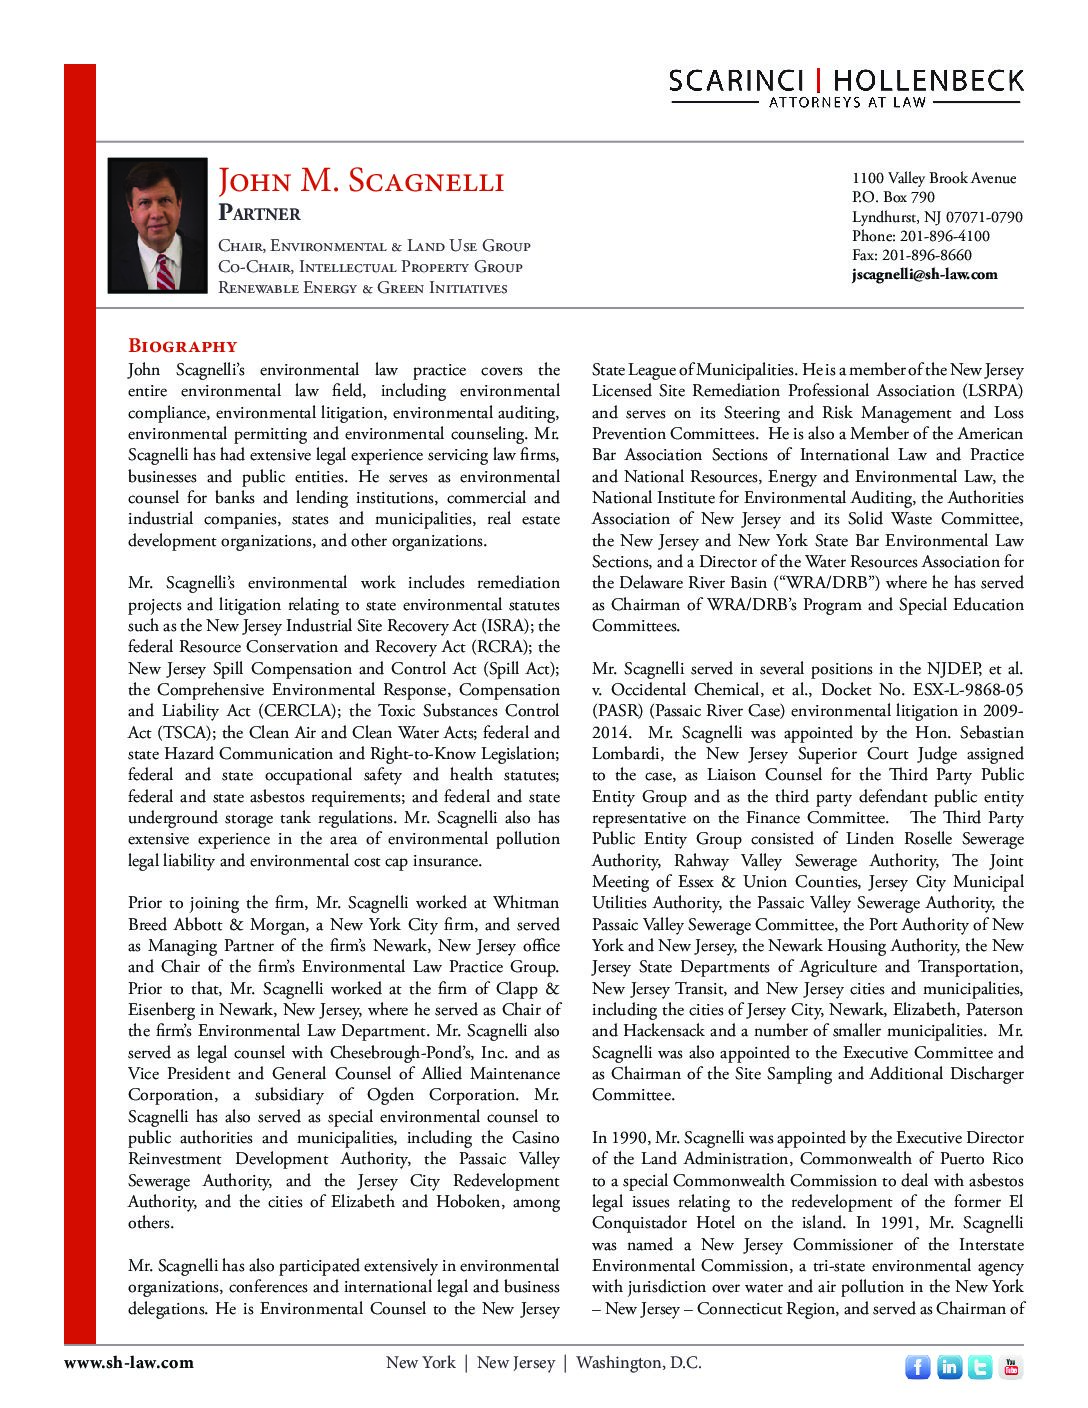 SCARINCI | HOLLENBECK
ATTORNEYS AT LAW
John M. Scagnelli
Partner
Chair, Environmental & Land Use Group
Co-Chair, Intellectual Property Group
Renewable Energy & Green Initiatives
1100 Valley Brook Avenue
P.O. Box 790
Lyndhurst, NJ 07071-0790
Phone: 201-896-4100
Fax: 201-896-8660
jscagnelli@sh-law.com
Biography
John Scagnelli's environmental law practice covers the
entire environmental law field, including environmental
compliance, environmental litigation, environmental auditing,
environmental permitting and environmental counseling. Mr.
Scagnelli has had extensive legal experience servicing law firms,
businesses and public entities. He serves as environmental
counsel for banks and lending institutions, commercial and
industrial companies, states and municipalities, real estate
development organizations, and other organizations.
Mr. Scagnelli's environmental work includes remediation
projects and litigation relating to state environmental statutes
such as the New Jersey Industrial Site Recovery Act (ISRA); the
federal Resource Conservation and Recovery Act (RCRA); the
New Jersey Spill Compensation and Control Act (Spill Act);
the Comprehensive Environmental Response, Compensation
and Liability Act (CERCLA); the Toxic Substances Control
Act (TSCA); the Clean Air and Clean Water Acts; federal and
state Hazard Communication and Right-to-Know Legislation;
federal and state occupational safety and health statutes;
federal and state asbestos requirements; and federal and state
underground storage tank regulations. Mr. Scagnelli also has
extensive experience in the area of environmental pollution
legal liability and environmental cost cap insurance.
Prior to joining the firm, Mr. Scagnelli worked at Whitman
Breed Abbott & Morgan, a New York City firm, and served
as Managing Partner of the firm's Newark, New Jersey office
and Chair of the firm's Environmental Law Practice Group.
Prior to that, Mr. Scagnelli worked at the firm of Clapp &
Eisenberg in Newark, New Jersey, where he served as Chair of
the firm's Environmental Law Department. Mr. Scagnelli also
served as legal counsel with Chesebrough-Pond's, Inc. and as
Vice President and General Counsel of Allied Maintenance
Corporation, a subsidiary of Ogden Corporation. Mr.
Scagnelli has also served as special environmental counsel to
public authorities and municipalities, including the Casino
Reinvestment Development Authority, the Passaic Valley
Sewerage Authority, and the Jersey City Redevelopment
Authority, and the cities of Elizabeth and Hoboken, among
others.
Mr. Scagnelli has also participated extensively in environmental
organizations, conferences and international legal and business
delegations. He is Environmental Counsel to the New Jersey
State League of Municipalities. He is a member of the New Jersey
Licensed Site Remediation Professional Association (LSRPA)
and serves on its Steering and Risk Management and Loss
Prevention Committees. He is also a Member of the American
Bar Association Sections of International Law and Practice
and National Resources, Energy and Environmental Law, the
National Institute for Environmental Auditing, the Authorities
Association of New Jersey and its Solid Waste Committee,
the New Jersey and New York State Bar Environmental Law
Sections, and a Director of the Water Resources Association for
the Delaware River Basin (“WRA/DRB”) where he has served
as Chairman of WRA/DRB's Program and Special Education
Committees.
Mr. Scagnelli served in several positions in the NJDEP, et al.
v. Occidental Chemical, et al., Docket No. ESX-L-9868-05
(PASR) (Passaic River Case) environmental litigation in 2009-
2014. Mr. Scagnelli was appointed by the Hon. Sebastian
Lombardi, the New Jersey Superior Court Judge assigned
to the case, as Liaison Counsel for the Third Party Public
Entity Group and as the third party defendant public entity
representative on the Finance Committee. The Third Party
Public Entity Group consisted of Linden Roselle Sewerage
Authority, Rahway Valley Sewerage Authority, The Joint
Meeting of Essex & Union Counties, Jersey City Municipal
Utilities Authority, the Passaic Valley Sewerage Authority, the
Passaic Valley Sewerage Committee, the Port Authority of New
York and New Jersey, the Newark Housing Authority, the New
Jersey State Departments of Agriculture and Transportation,
New Jersey Transit, and New Jersey cities and municipalities,
including the cities of Jersey City, Newark, Elizabeth, Paterson
and Hackensack and a number of smaller municipalities. Mr.
Scagnelli was also appointed to the Executive Committee and
as Chairman of the Site Sampling and Additional Discharger
Committee.
In 1990, Mr. Scagnelli was appointed by the Executive Director
of the Land Administration, Commonwealth of Puerto Rico
to a special Commonwealth Commission to deal with asbestos
legal issues relating to the redevelopment of the former El
Conquistador Hotel on the island. In 1991, Mr. Scagnelli
was named a New Jersey Commissioner of the Interstate
Environmental Commission, a tri-state environmental agency
with jurisdiction over water and air pollution in the New York
– New Jersey – Connecticut Region, and served as Chairman of
www.sh-law.com
New York | New Jersey | Washington, D.C.
f in t You Tube